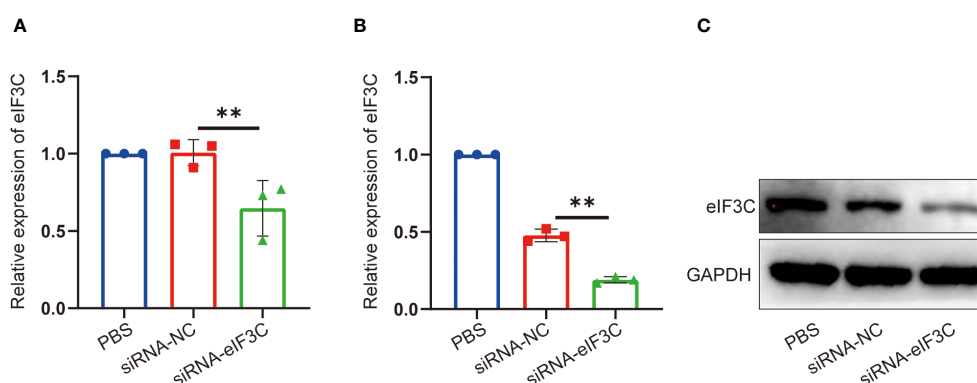 A
Relative expression of eIF3C
1.5
1.0
0.5
0.0
**
PBS
siRNA-NC
siRNA-eIF3C
B
Relative expression of eIF3C
1.5
1.0
0.5
0.0
**
PBS
siRNA-NC
siRNA-eIF3C
C
eIF3C
GAPDH
PBS
siRNA-NC
siRNA-eIF3C